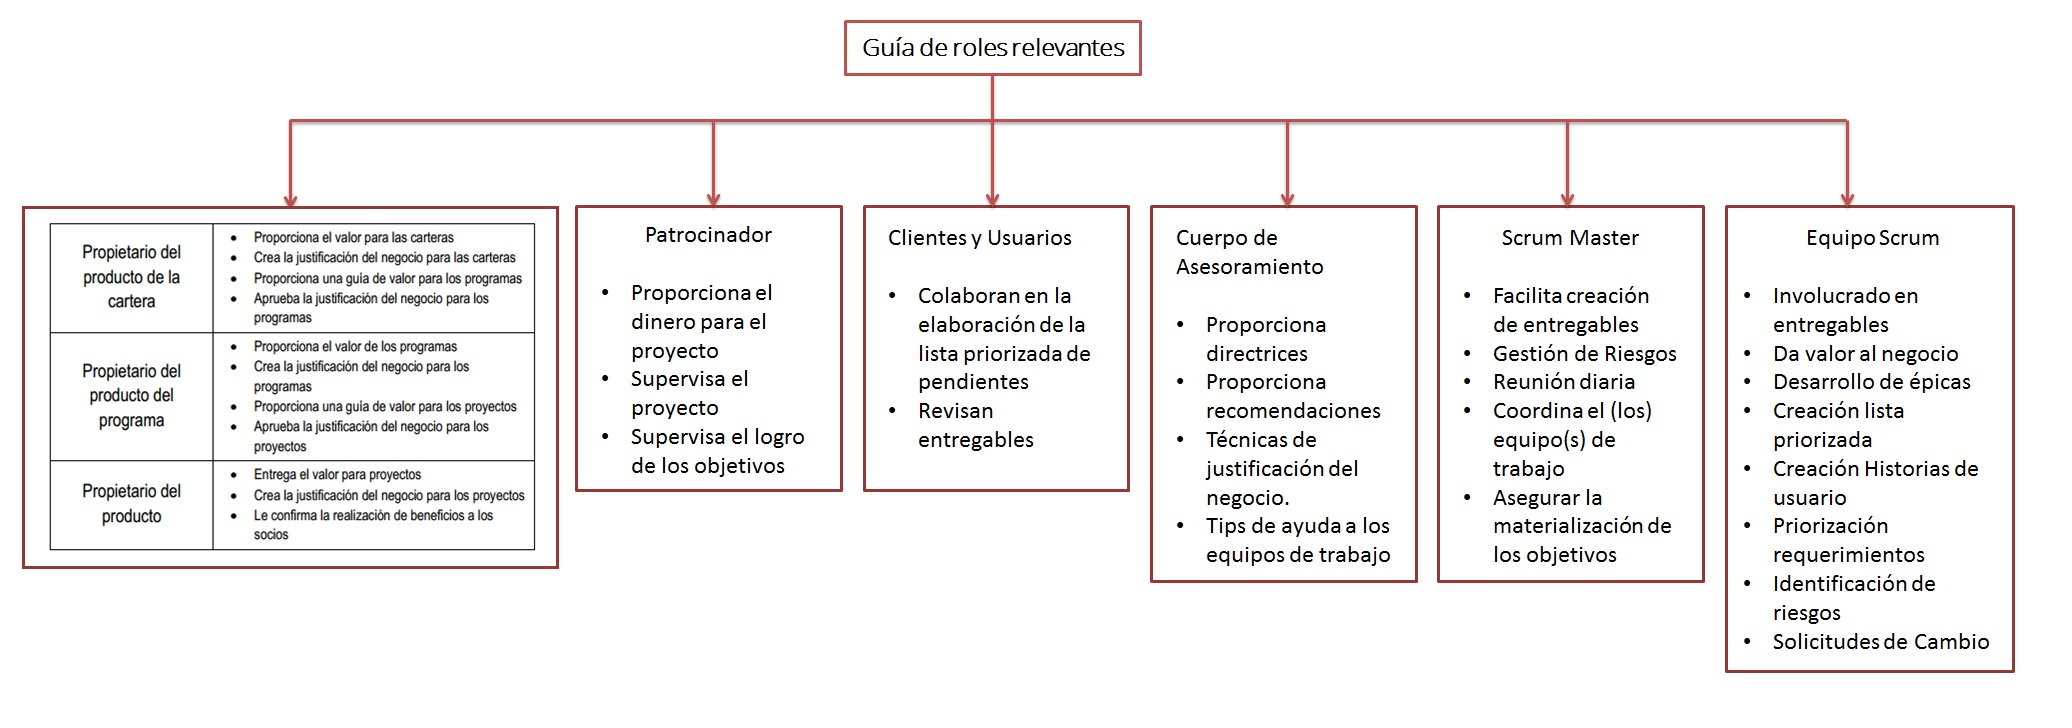 Guía de roles relevantes
Propietario del
producto de la
cartera
• Proporciona el valor para las carteras
• Crea la justificación del negocio para las carteras
• Proporciona una guía de valor para los programas
• Aprueba la justificación del negocio para los
programas
Propietario del
producto del
programa
• Proporciona el valor de los programas
• Crea la justificación del negocio para los
programas
• Proporciona una guía de valor para los proyectos
• Aprueba la justificación del negocio para los
proyectos
Propietario del
producto
• Entrega el valor para proyectos
• Crea la justificación del negocio para los proyectos
• Le confirma la realización de beneficios a los
socios
Patrocinador
• Proporciona el
dinero para el
proyecto
• Supervisa el
proyecto
• Supervisa el logro
de los objetivos
Clientes y Usuarios
• Colaboran en la
elaboración de la
lista priorizada de
pendientes
• Revisan
entregables
Cuerpo de
Asesoramiento
• Proporciona
directrices
• Proporciona
recomendaciones
• Técnicas de
justificación del
negocio.
• Tips de ayuda a los
equipos de trabajo
Scrum Master
• Facilita creación
de entregables
• Gestión de Riesgos
• Reunión diaria
• Coordina el (los)
equipo(s) de
trabajo
• Asegurar la
materialización de
los objetivos
Equipo Scrum
• Involucrado en
entregables
• Da valor al negocio
• Desarrollo de épicas
• Creación lista
priorizada
• Creación Historias de
usuario
• Priorización
requerimientos
• Identificación de
riesgos
• Solicitudes de Cambio